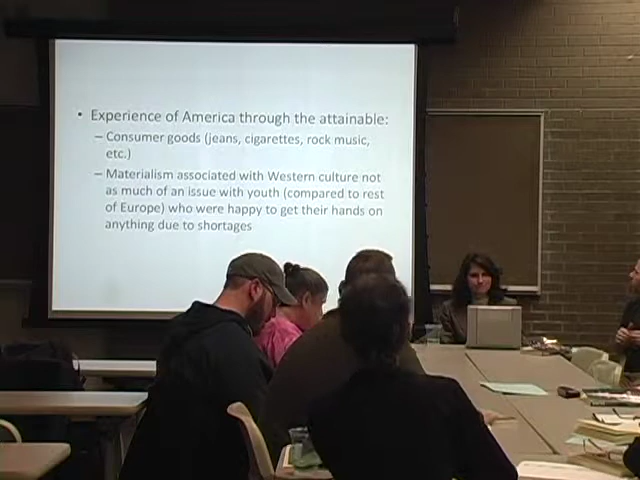 • Experience of America through the attainable:
– Consumer goods (jeans, cigarettes, rock music,
etc.)
– Materialism associated with Western culture not
as much of an issue with youth (compared to rest
of Europe) who were happy to get their hands on
anything due to shortages